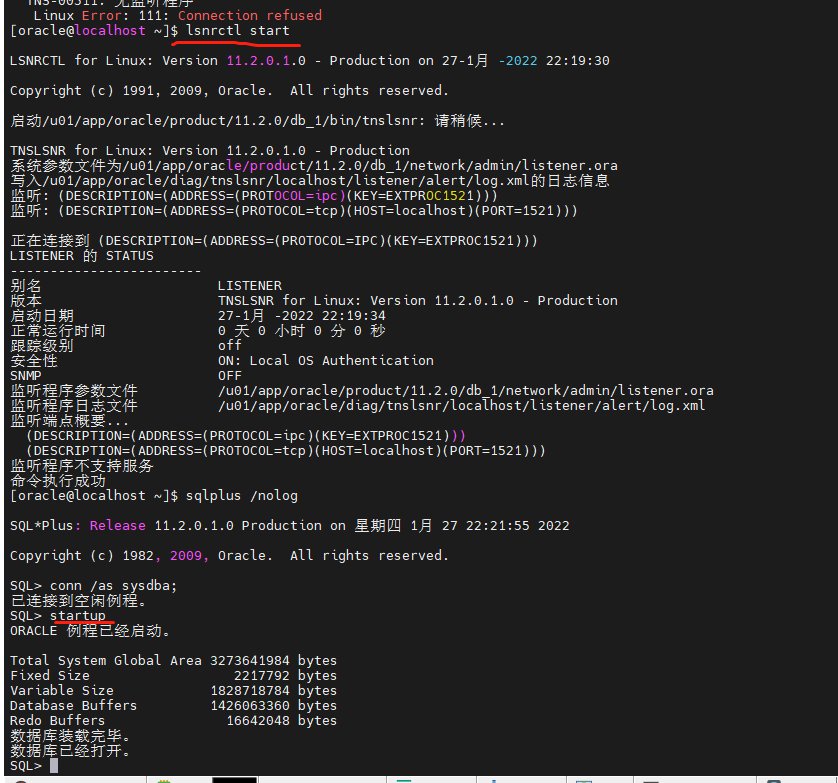 TNS-00511: 无监听程序
Linux Error: 111: Connection refused
[oracle@localhost ~]$ lsnrctl start
LSNRCTL for Linux: Version 11.2.0.1.0 - Production on 27-1月 -2022 22:19:30
Copyright (c) 1991, 2009, Oracle.  All rights reserved.
启动/u01/app/oracle/product/11.2.0/db_1/bin/tnslsnr: 请稍候...
TNSLSNR for Linux: Version 11.2.0.1.0 - Production
系统参数文件为/u01/app/oracle/product/11.2.0/db_1/network/admin/listener.ora
写入/u01/app/oracle/diag/tnslsnr/localhost/listener/alert/log.xml的日志信息
监听: (DESCRIPTION=(ADDRESS=(PROTOCOL=ipc)(KEY=EXTPROC1521)))
监听: (DESCRIPTION=(ADDRESS=(PROTOCOL=tcp)(HOST=localhost)(PORT=1521)))
正在连接到 (DESCRIPTION=(ADDRESS=(PROTOCOL=IPC)(KEY=EXTPROC1521)))
LISTENER 的 STATUS
------------------------
别名                      LISTENER
版本                      TNSLSNR for Linux: Version 11.2.0.1.0 - Production
启动日期                  27-1月 -2022 22:19:34
正常运行时间              0 天 0 小时 0 分 0 秒
跟踪级别                  off
安全性                    ON: Local OS Authentication
SNMP                      OFF
监听程序参数文件          /u01/app/oracle/product/11.2.0/db_1/network/admin/listener.ora
监听程序日志文件          /u01/app/oracle/diag/tnslsnr/localhost/listener/alert/log.xml
监听端点概要...
(DESCRIPTION=(ADDRESS=(PROTOCOL=ipc)(KEY=EXTPROC1521)))
(DESCRIPTION=(ADDRESS=(PROTOCOL=tcp)(HOST=localhost)(PORT=1521)))
监听程序不支持服务
命令执行成功
[oracle@localhost ~]$ sqlplus /nolog
SQL*Plus: Release 11.2.0.1.0 Production on 星期四 1月 27 22:21:55 2022
Copyright (c) 1982, 2009, Oracle.  All rights reserved.
SQL> conn /as sysdba;
已连接到空闲例程。
SQL> startup
ORACLE 例程已经启动。
Total System Global Area 3273641984 bytes
Fixed Size                  2217792 bytes
Variable Size            1828718784 bytes
Database Buffers         1426063360 bytes
Redo Buffers               16642048 bytes
数据库装载完毕。
数据库已经打开。
SQL>